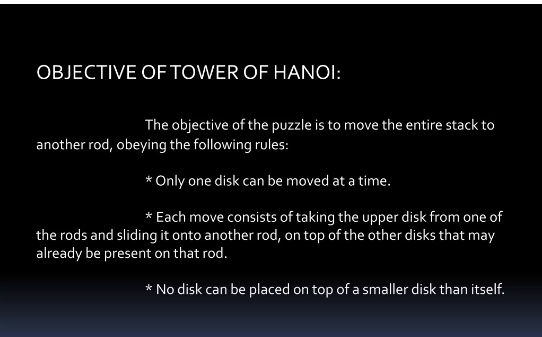 OBJECTIVE OF TOWER OF HANOI:
The objective of the puzzle is to move the entire stack to
another rod, obeying the following rules:
* Only one disk can be moved at a time.
* Each move consists of taking the upper disk from one of
the rods and sliding it onto another rod, on top of the other disks that may
already be present on that rod.
* No disk can be placed on top of a smaller disk than itself.